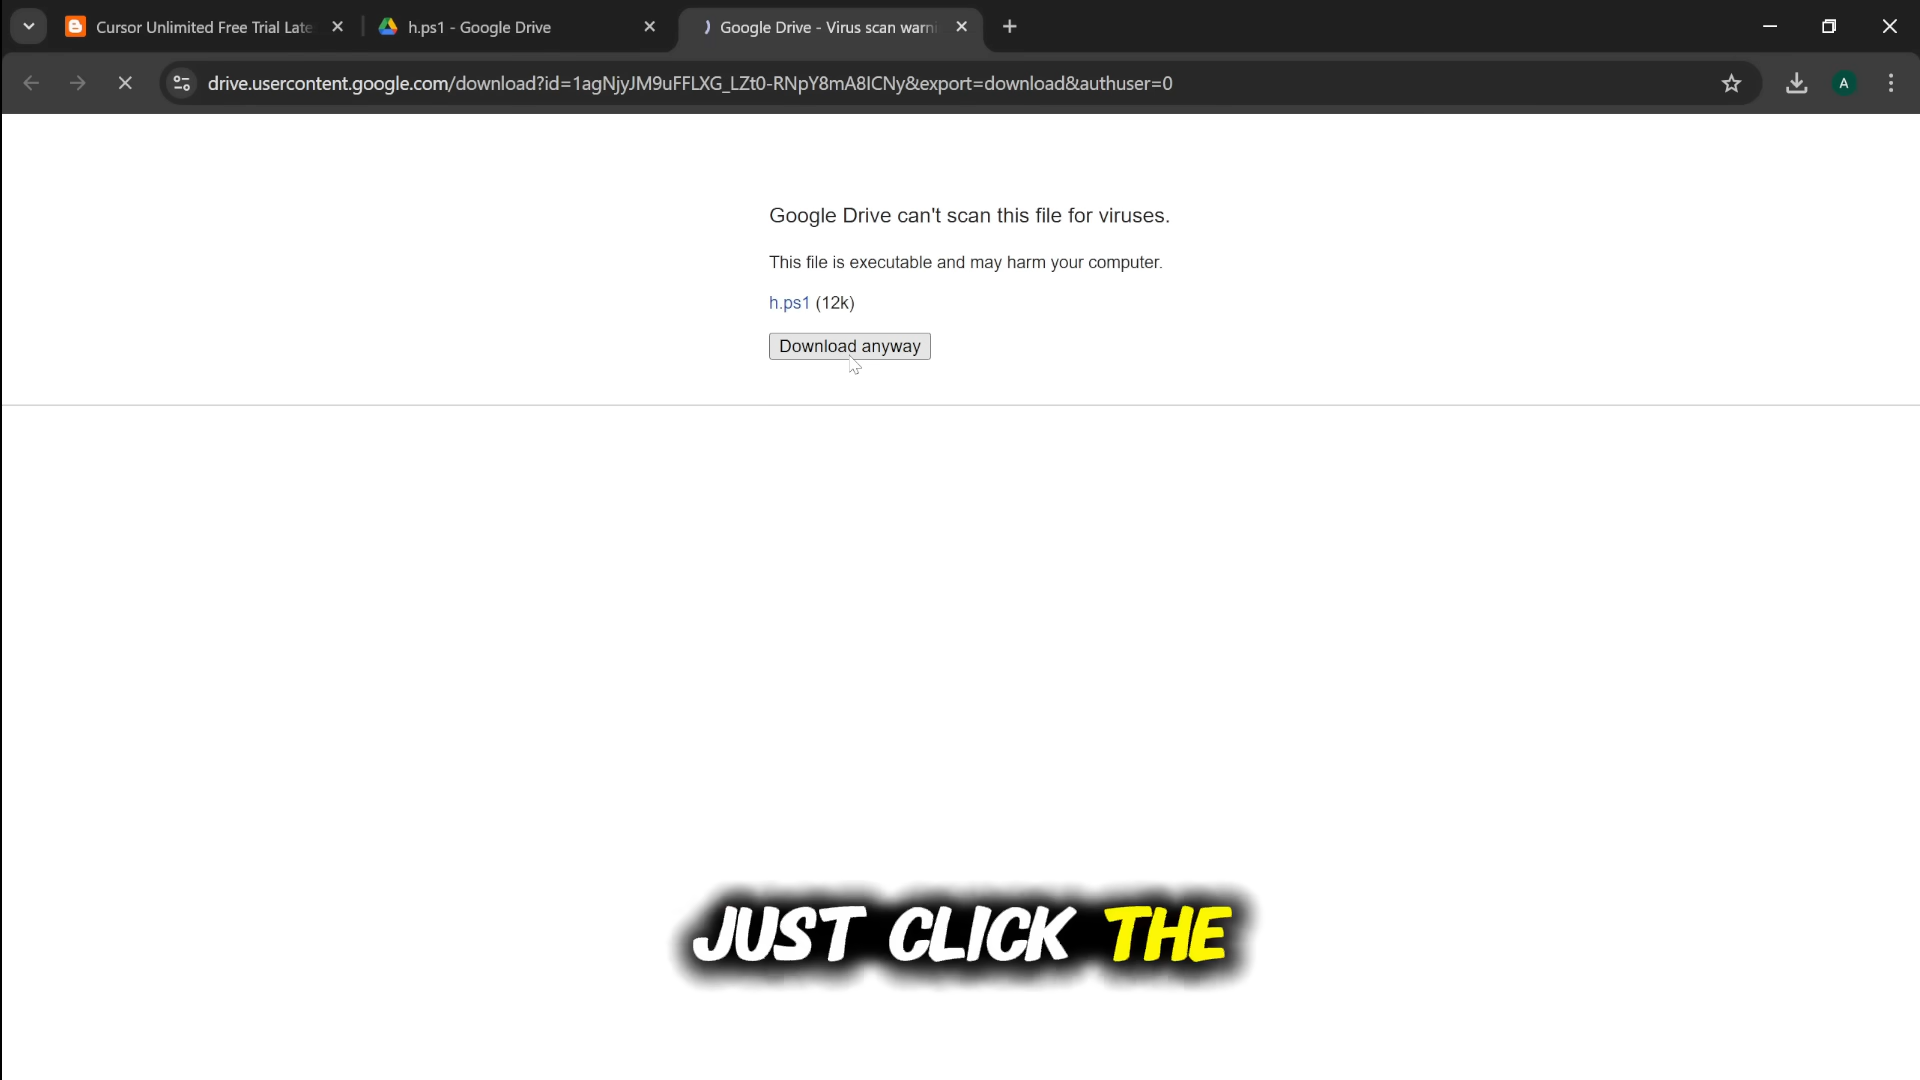 Cursor Unlimited Free Trial Late
h.ps1 - Google Drive
Google Drive - Virus scan warni
drive.usercontent.google.com/download?id=1agNjyJM9uFFLXG_LZt0-RNpY8mA8ICNy&export=download&authuser=0
A
Google Drive can't scan this file for viruses.
This file is executable and may harm your computer.
h.ps1 (12k)
Download anyway
JUST CLICK THE